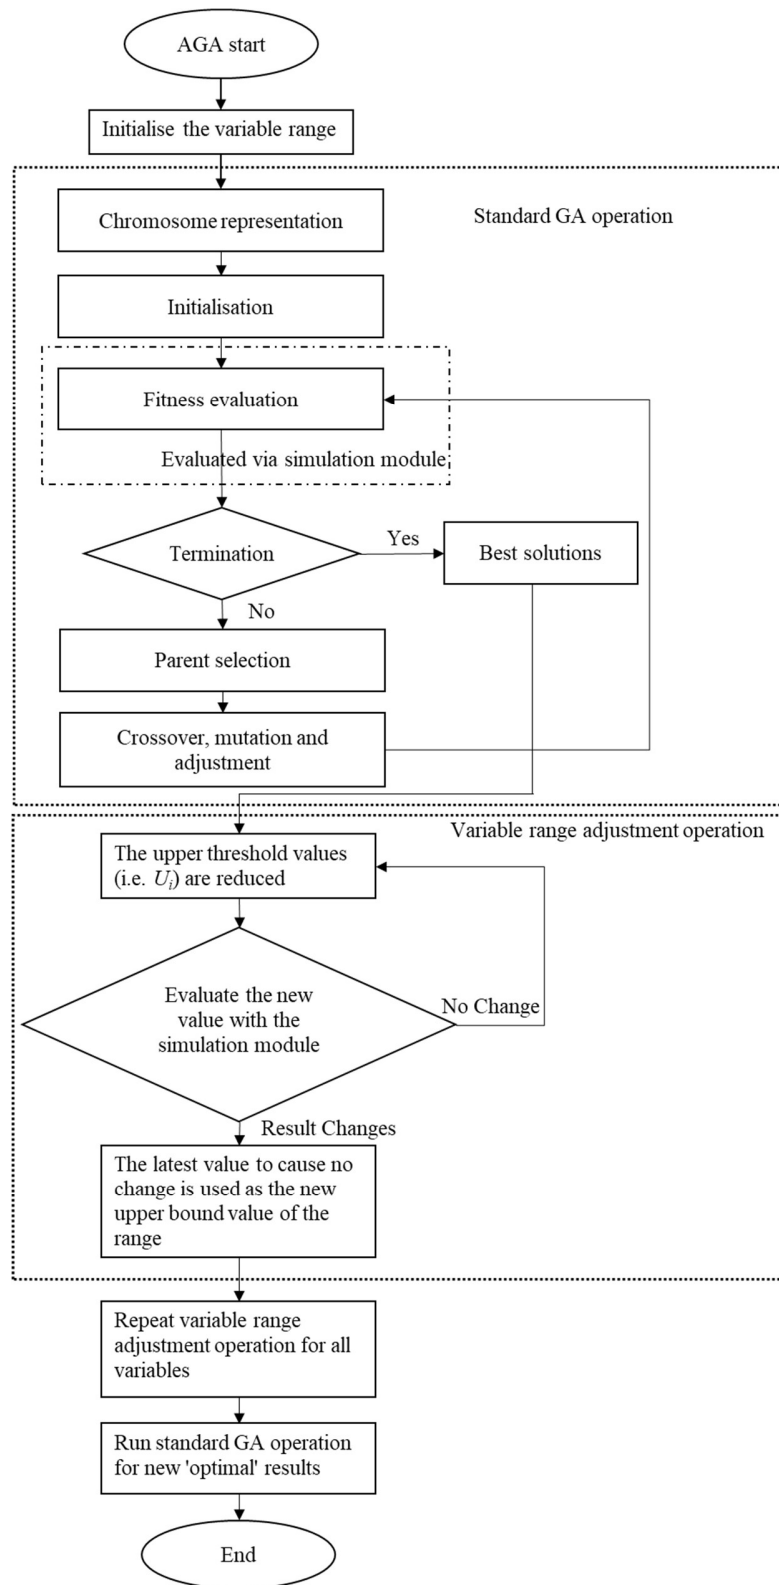 AGA start
Initialise the variable range
Chromosome representation
Standard GA operation
Initialisation
Fitness evaluation
Evaluated via simulation module
Termination
Yes
Best solutions
No
Parent selection
Crossover, mutation and
adjustment
Variable range adjustment operation
The upper threshold values
(i.e. Ui) are reduced
Evaluate the new
value with the
simulation module
No Change
Result Changes
The latest value to cause no
change is used as the new
upper bound value of the
range
Repeat variable range
adjustment operation for all
variables
Run standard GA operation
for new 'optimal' results
End